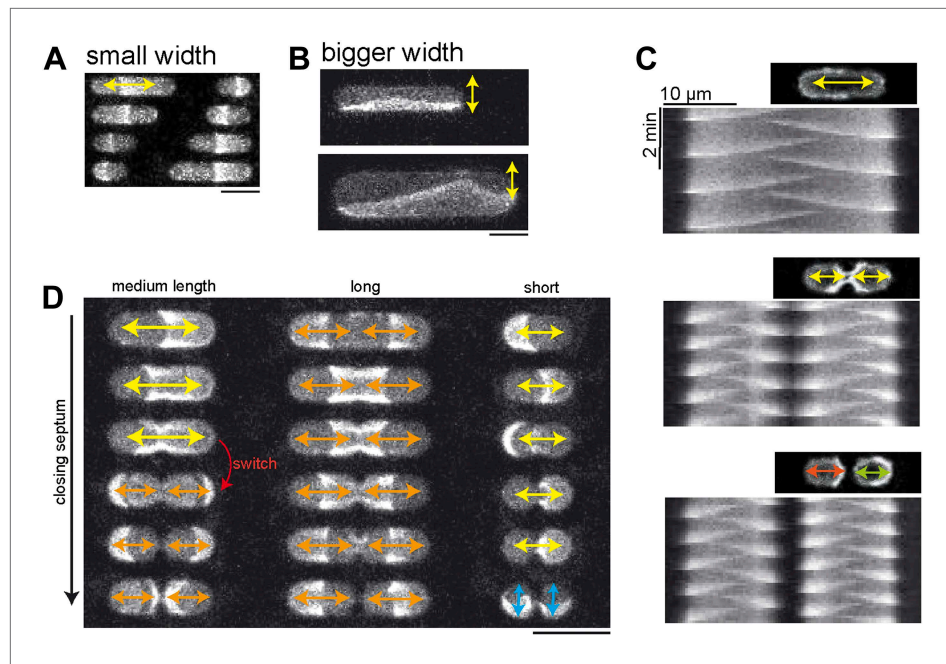 A
small width
B
bigger width
C
10 μm
2 min
D
medium length
long
short
closing septum
switch